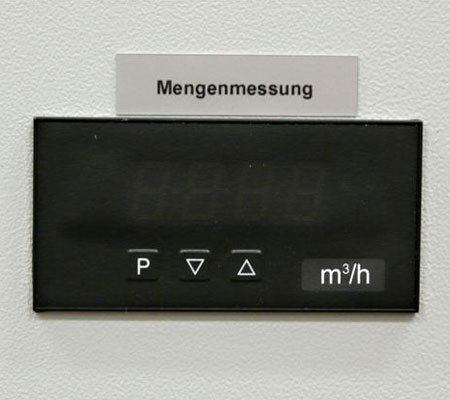 Mengenmessung
P ▽ △ m³/h